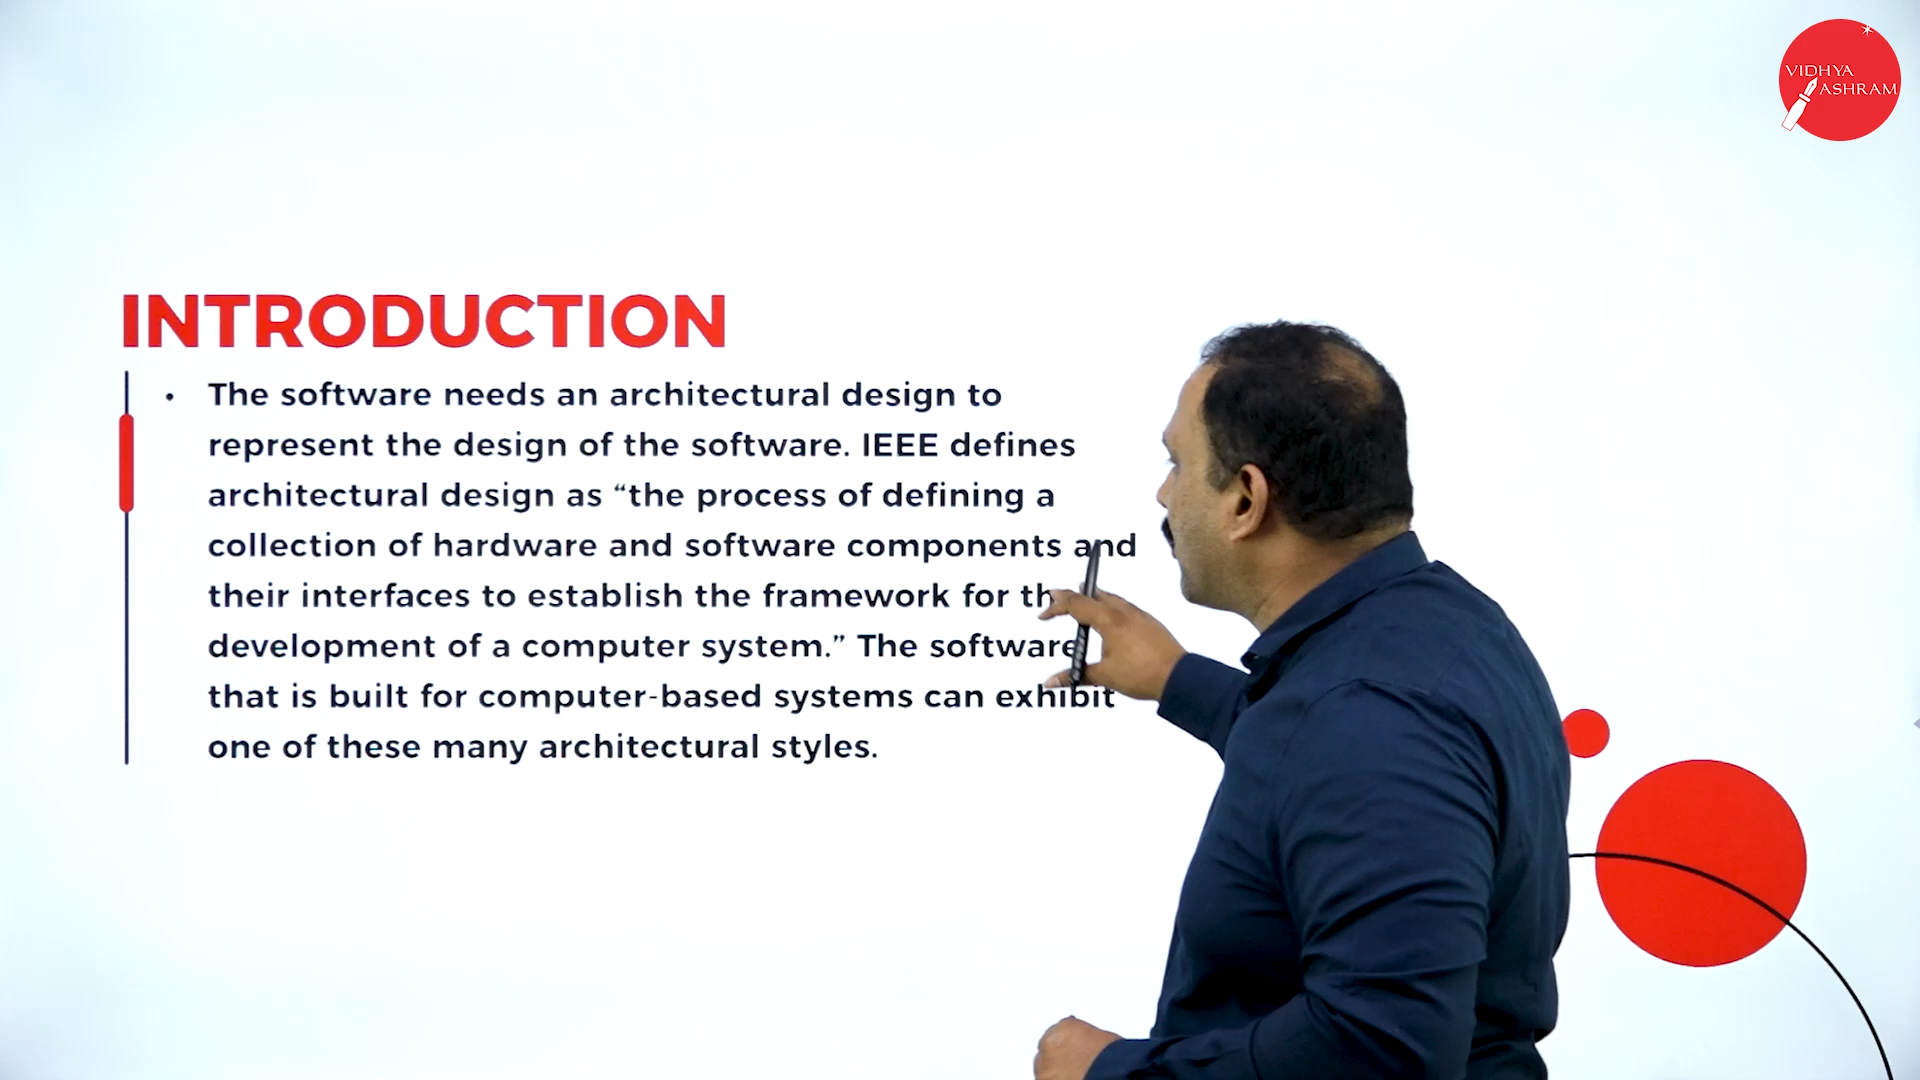 VIDHYA
ASHRAM
INTRODUCTION
• The software needs an architectural design to
represent the design of the software. IEEE defines
architectural design as “the process of defining a
collection of hardware and software components and
their interfaces to establish the framework for
development of a computer system.” The software
that is built for computer-based systems can exhibit
one of these many architectural styles.